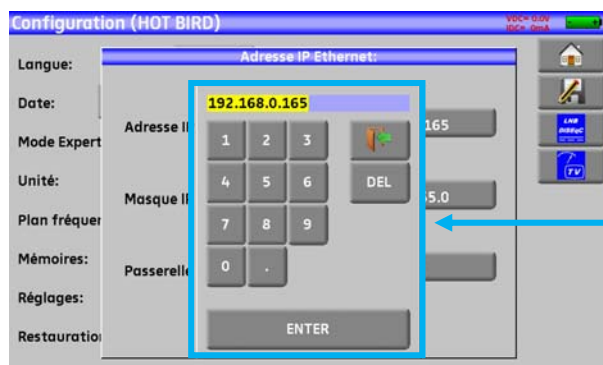 Configuration (HOT BIRD)
VDC= 0.0V
IDC= 0mA
Langue:
Adresse IP Ethernet:
Date:
192.168.0.165
Mode Expert
Adresse IP
165
1 2 3
LNB
DISEqC
Unité:
4 5 6 DEL
TV
Masque IP
5.0
Plan fréquen
7 8 9
Mémoires:
Passerelle
0 .
Réglages:
ENTER
Restauration